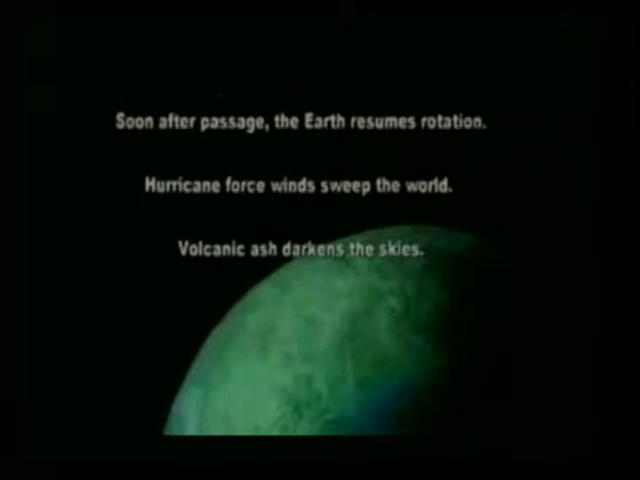 Soon after passage, the Earth resumes rotation.
Hurricane force winds sweep the world.
Volcanic ash darkens the skies.